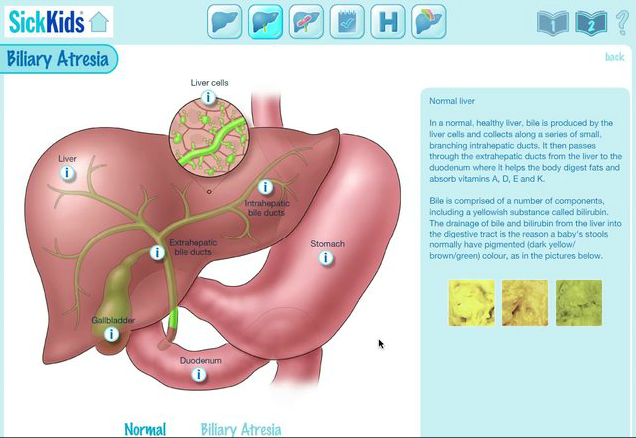 SickKids
H
1
2
?
Biliary Atresia
back
Liver cells
i
Liver
i
Intrahepatic
bile ducts
i
Extrahepatic
bile ducts
i
Stomach
i
Gallbladder
i
Duodenum
i
Normal
Biliary Atresia
Normal liver
In a normal, healthy liver, bile is produced by the
liver cells and collects along a series of small,
branching intrahepatic ducts. It then passes
through the extrahepatic ducts from the liver to the
duodenum where it helps the body digest fats and
absorb vitamins A, D, E and K.
Bile is comprised of a number of components,
including a yellowish substance called bilirubin.
The drainage of bile and bilirubin from the liver into
the digestive tract is the reason a baby's stools
normally have pigmented (dark yellow/
brown/green) colour, as in the pictures below.